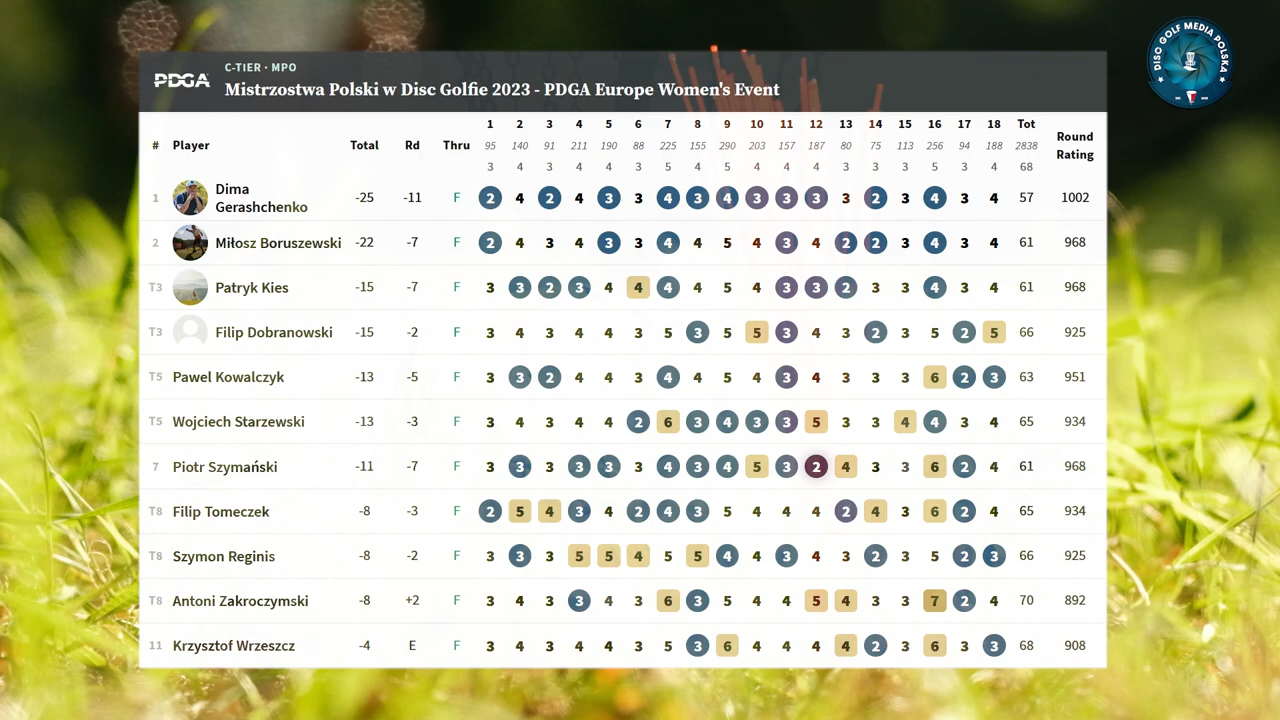 PDGA
C-TIER · MPO
Mistrzostwa Polski w Disc Golfie 2023 - PDGA Europe Women's Event
DISC GOLF MEDIA POLSKA
# Player Total Rd Thru 1 2 3 4 5 6 7 8 9 10 11 12 13 14 15 16 17 18 Tot Round Rating
95 140 91 211 190 88 225 155 290 203 157 187 80 75 113 256 94 188 2838
3 4 3 4 4 3 5 4 5 4 4 4 3 3 3 5 3 4 68
1 Dima Gerashchenko -25 -11 F 2 4 2 4 3 3 4 3 4 3 3 3 3 2 3 4 3 4 57 1002
2 Miłosz Boruszewski -22 -7 F 2 4 3 4 3 3 4 4 5 4 3 4 2 2 3 4 3 4 61 968
T3 Patryk Kies -15 -7 F 3 3 2 3 4 4 4 4 5 4 3 3 2 3 3 4 3 4 61 968
T3 Filip Dobranowski -15 -2 F 3 4 3 4 4 3 5 3 5 5 3 4 3 2 3 5 2 5 66 925
T5 Pawel Kowalczyk -13 -5 F 3 3 2 4 4 3 4 4 5 4 3 4 3 3 3 6 2 3 63 951
T5 Wojciech Starzewski -13 -3 F 3 4 3 4 4 2 6 3 4 3 3 5 3 3 4 4 3 4 65 934
7 Piotr Szymański -11 -7 F 3 3 3 3 3 3 4 3 4 5 3 2 4 3 3 6 2 4 61 968
T8 Filip Tomeczek -8 -3 F 2 5 4 3 4 2 4 3 5 4 4 4 2 4 3 6 2 4 65 934
T8 Szymon Reginis -8 -2 F 3 3 3 5 5 4 5 5 4 4 3 4 3 2 3 5 2 3 66 925
T8 Antoni Zakroczymski -8 +2 F 3 4 3 3 4 3 6 3 5 4 4 5 4 3 3 7 2 4 70 892
11 Krzysztof Wrzeszcz -4 E F 3 4 3 4 4 3 5 3 6 4 4 4 4 2 3 6 3 3 68 908